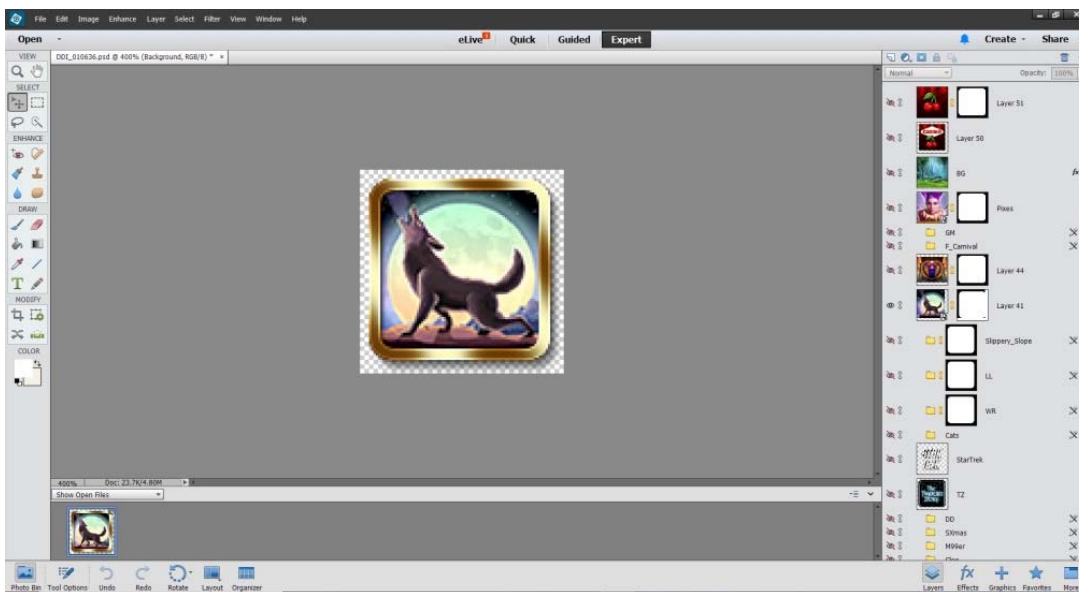 File Edit Image Enhance Layer Select Filter View Window Help
Open eLive Quick Guided Expert Create Share
VIEW
DDI_010636.psd @ 400% (Background, RGB/8) * ×
Normal Opacity: 100%
SELECT
ENHANCE
DRAW
MODIFY
COLOR
Layer 51
Layer 50
BG fx
Pixes
GM
F_Carnival
Layer 44
Layer 41
Slippery_Slope
LL
WR
Cats
StarTrek
TZ
DD
SXmas
M99er
400% Doc: 23.7K/4.80M
Show Open Files
Photo Bin Tool Options Undo Redo Rotate Layout Organizer
Layers Effects Graphics Favorites More